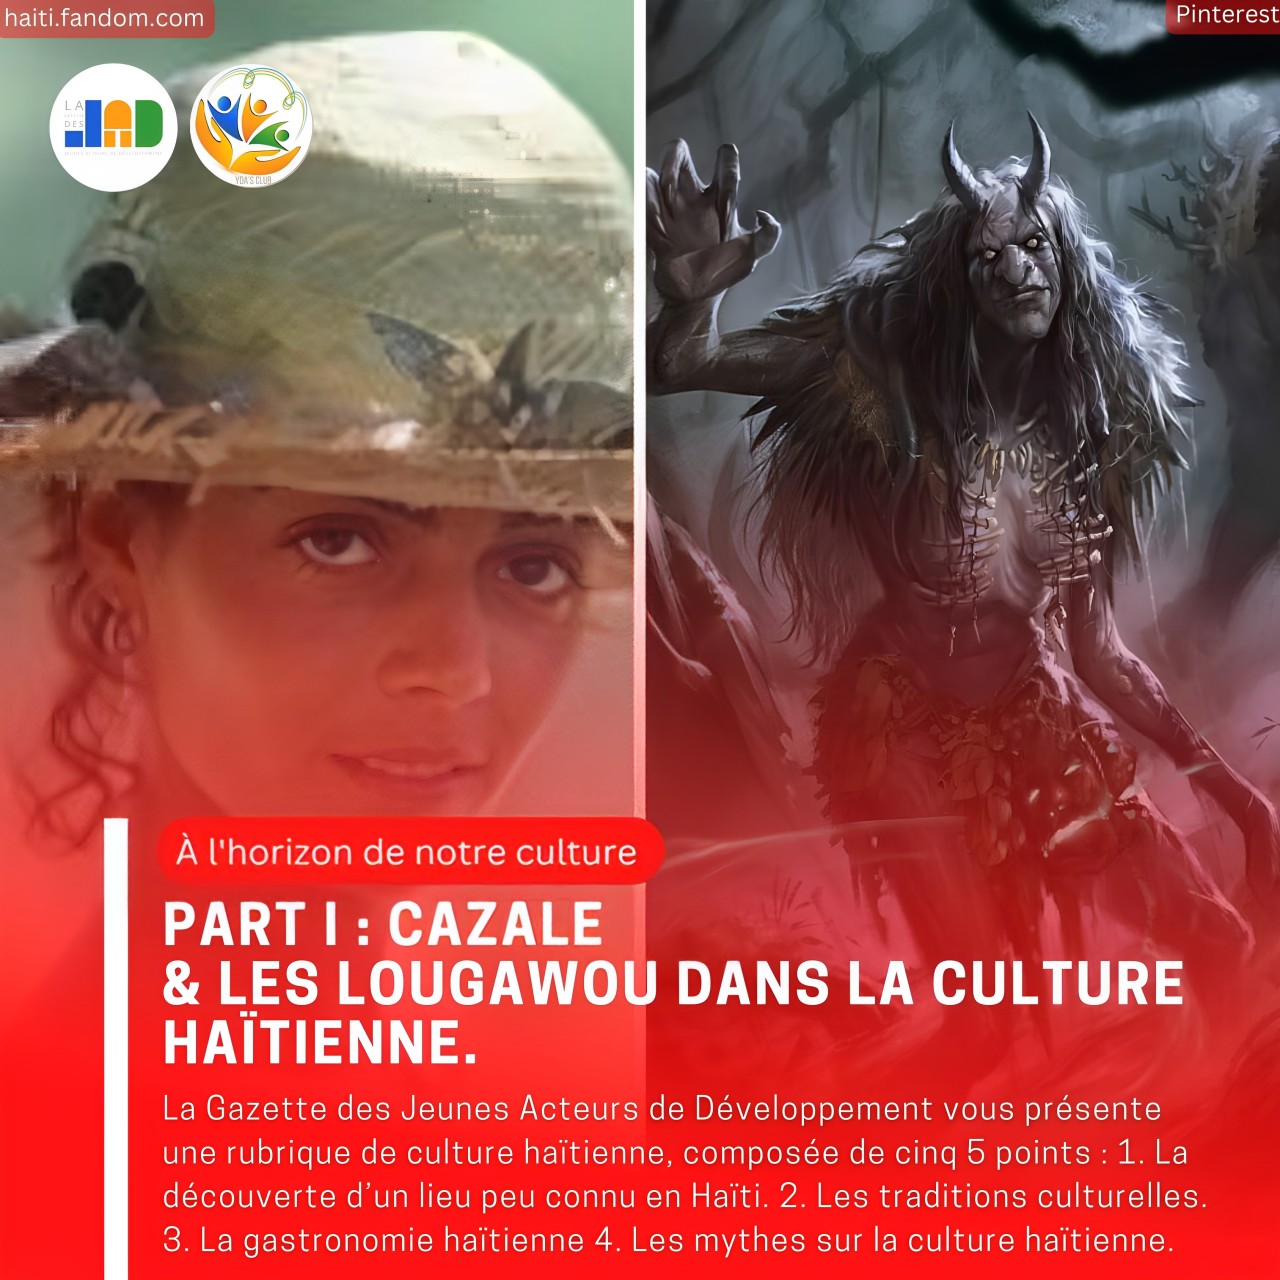 haiti.fandom.com
Pinterest
LA
DES
JAD
YDA'S CLUB
À l'horizon de notre culture
PART I : CAZALE
& LES LOUGAWOU DANS LA CULTURE
HAÏTIENNE.
La Gazette des Jeunes Acteurs de Développement vous présente
une rubrique de culture haïtienne, composée de cinq 5 points : 1. La
découverte d’un lieu peu connu en Haïti. 2. Les traditions culturelles.
3. La gastronomie haïtienne 4. Les mythes sur la culture haïtienne.